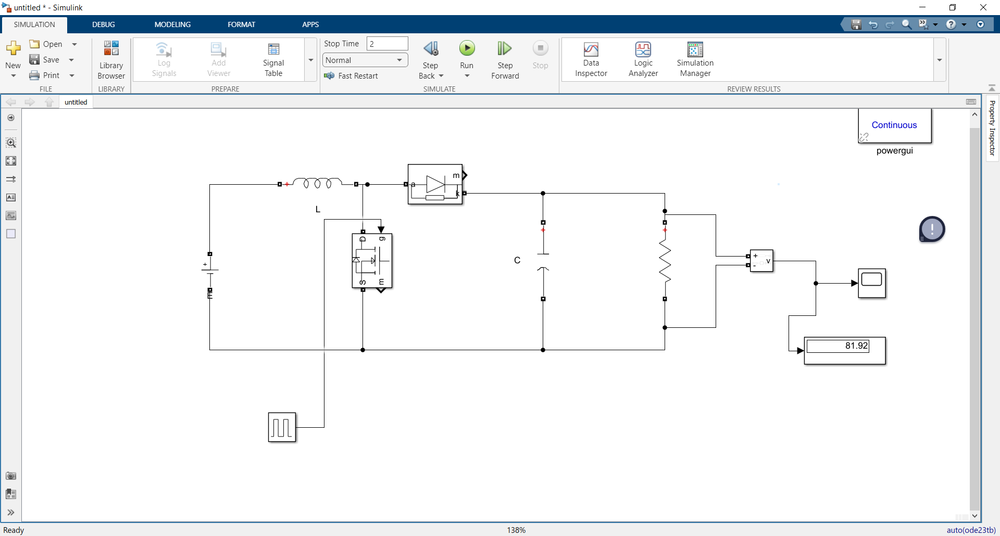 untitled * - Simulink
SIMULATION DEBUG MODELING FORMAT APPS
New
Open
Save
Print
FILE
Library
Browser
LIBRARY
Log
Signals
Add
Viewer
Signal
Table
PREPARE
Stop Time 2
Normal
Fast Restart
Step
Back
Run
Step
Forward
Stop
SIMULATE
Data
Inspector
Logic
Analyzer
Simulation
Manager
REVIEW RESULTS
untitled
Property Inspector
Continuous
powergui
L
a
m
k
D
g
S
m
+
E
C
+
-
v
81.92
Ready
138%
auto(ode23tb)